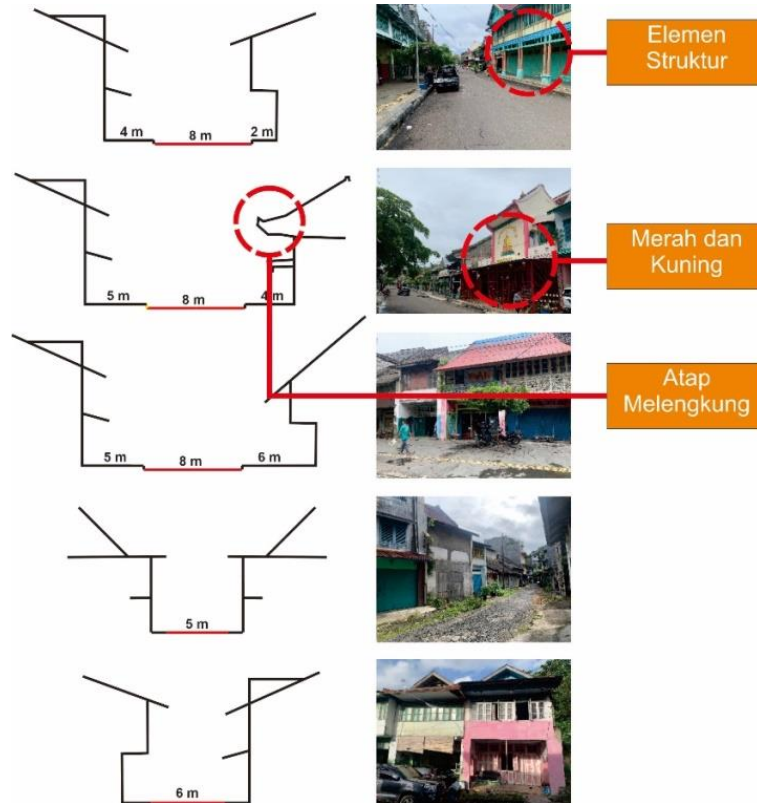 Elemen
Struktur
4 m
8 m
2 m
Merah dan
Kuning
5 m
8 m
4 m
Atap
Melengkung
5 m
8 m
6 m
5 m
6 m